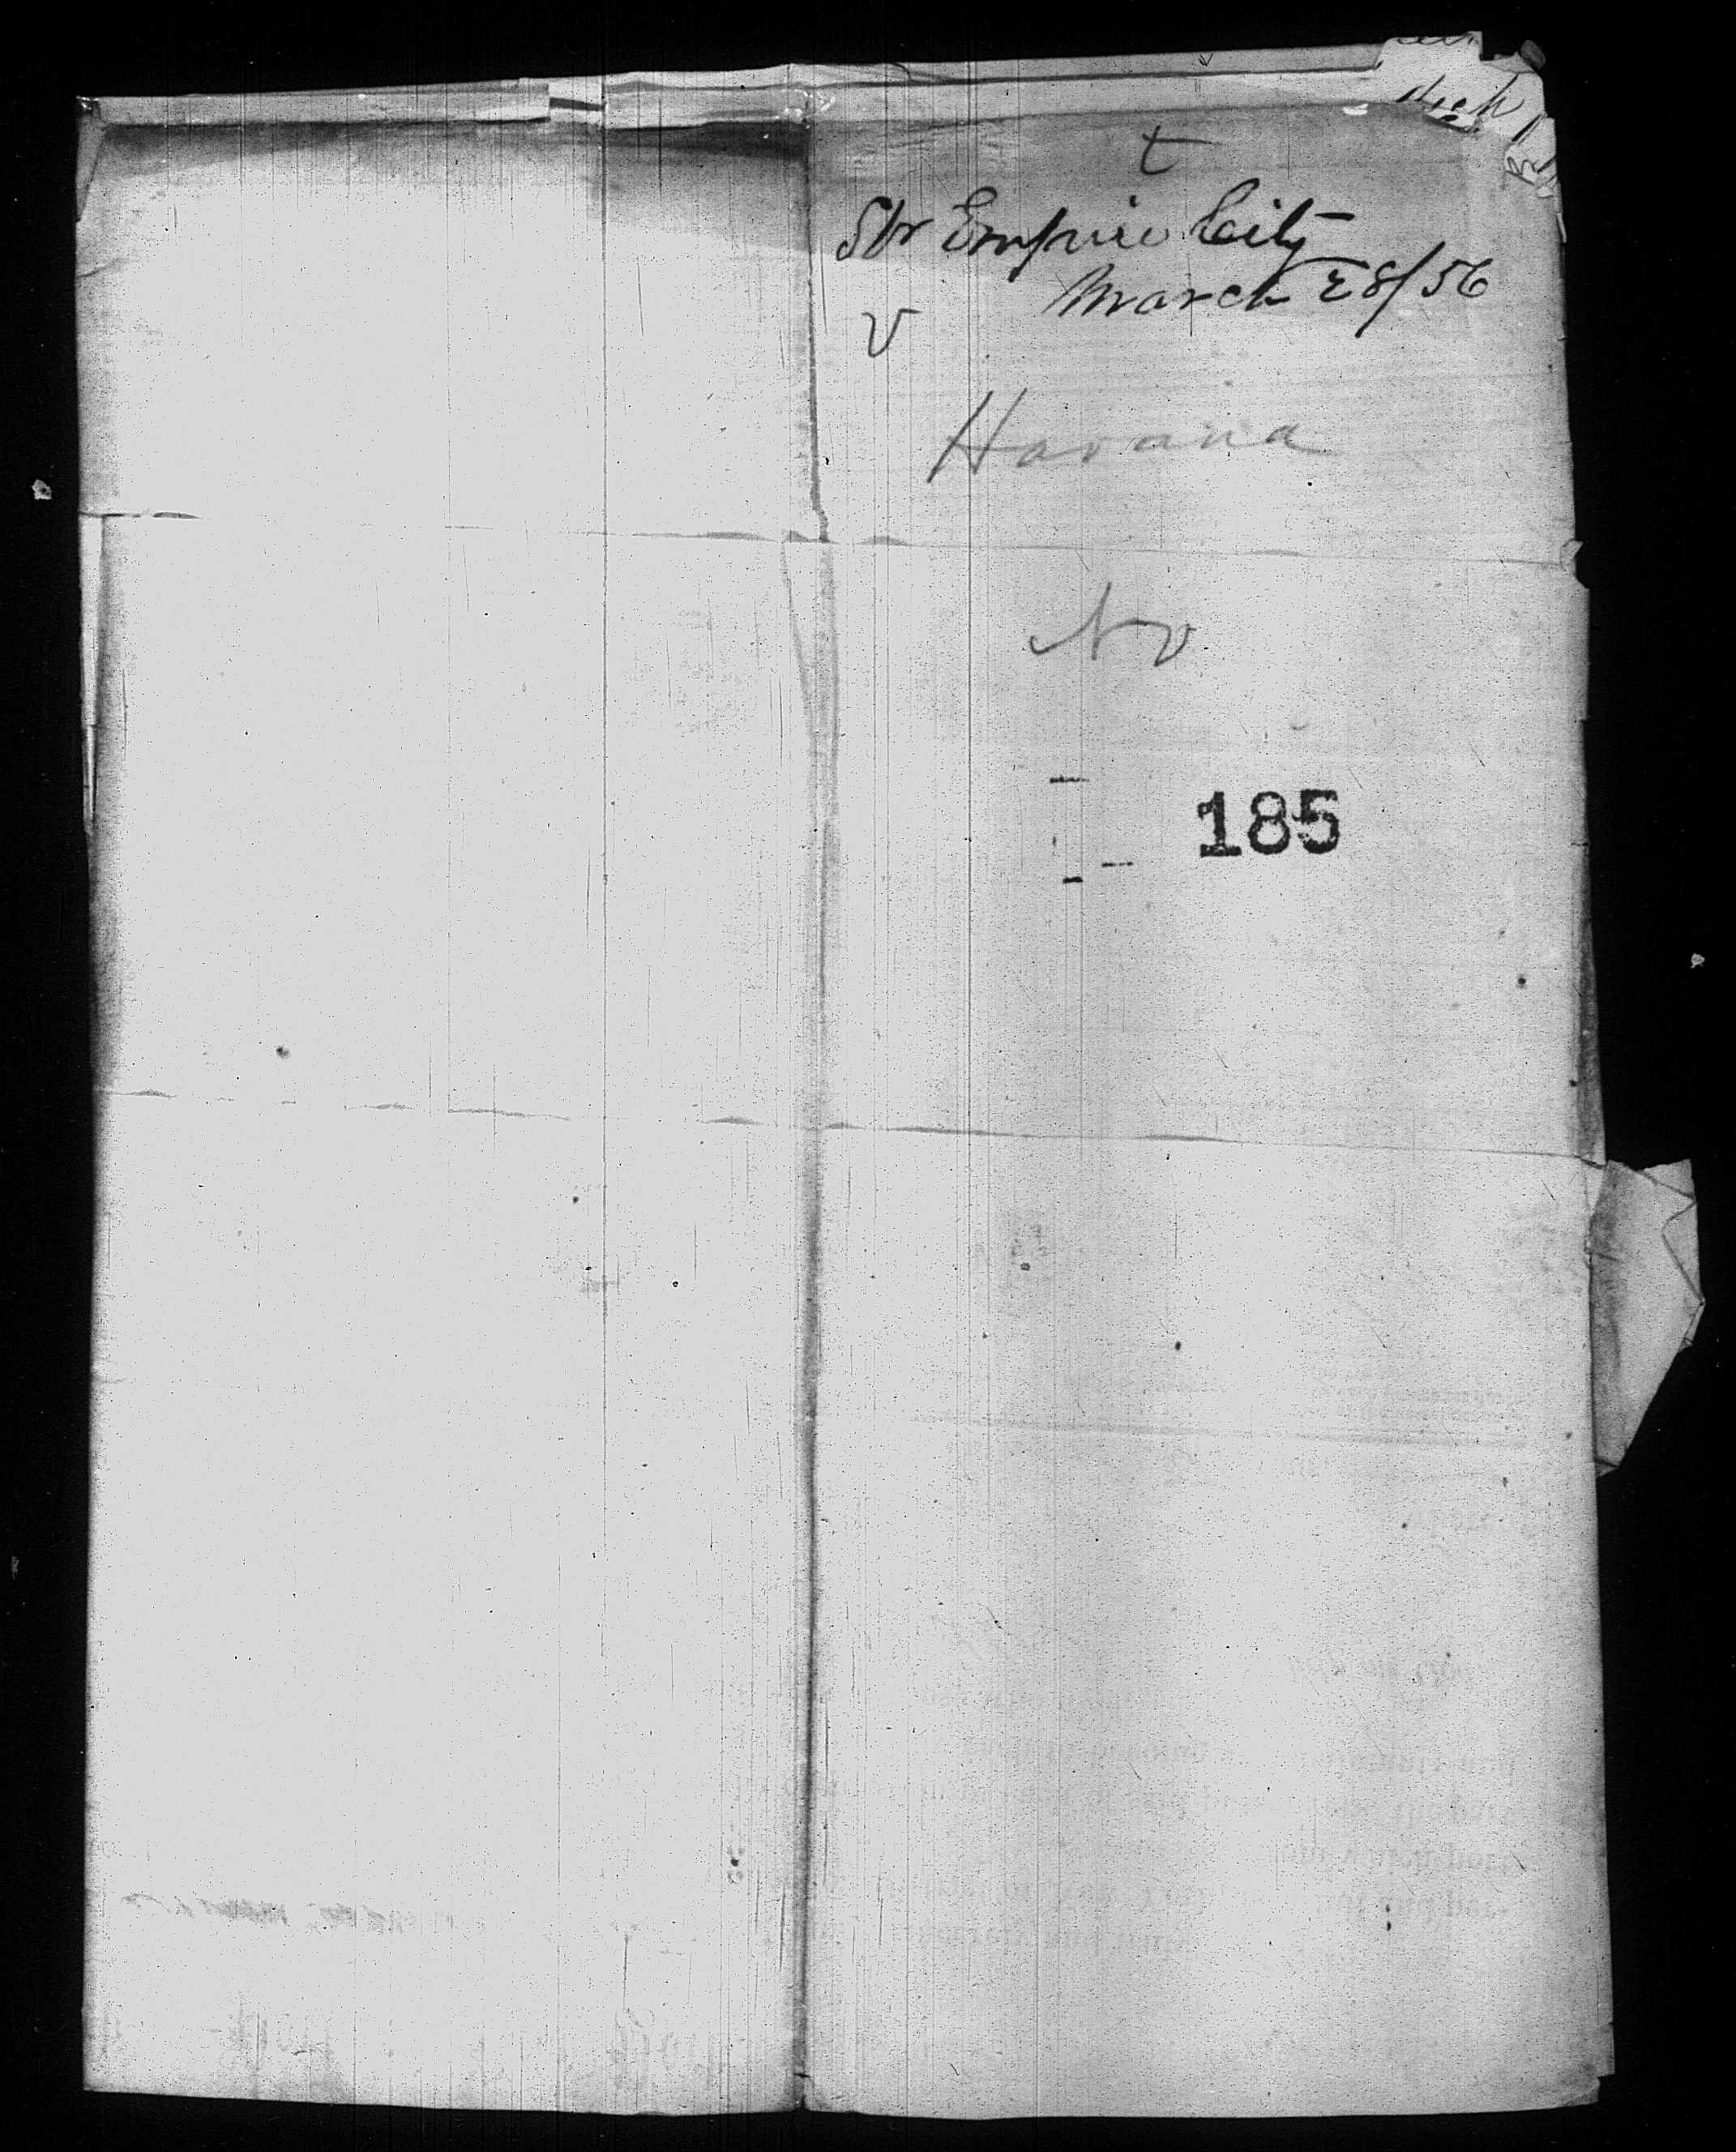 t
Str Empire City
March 28/56
v
Havana
No
185